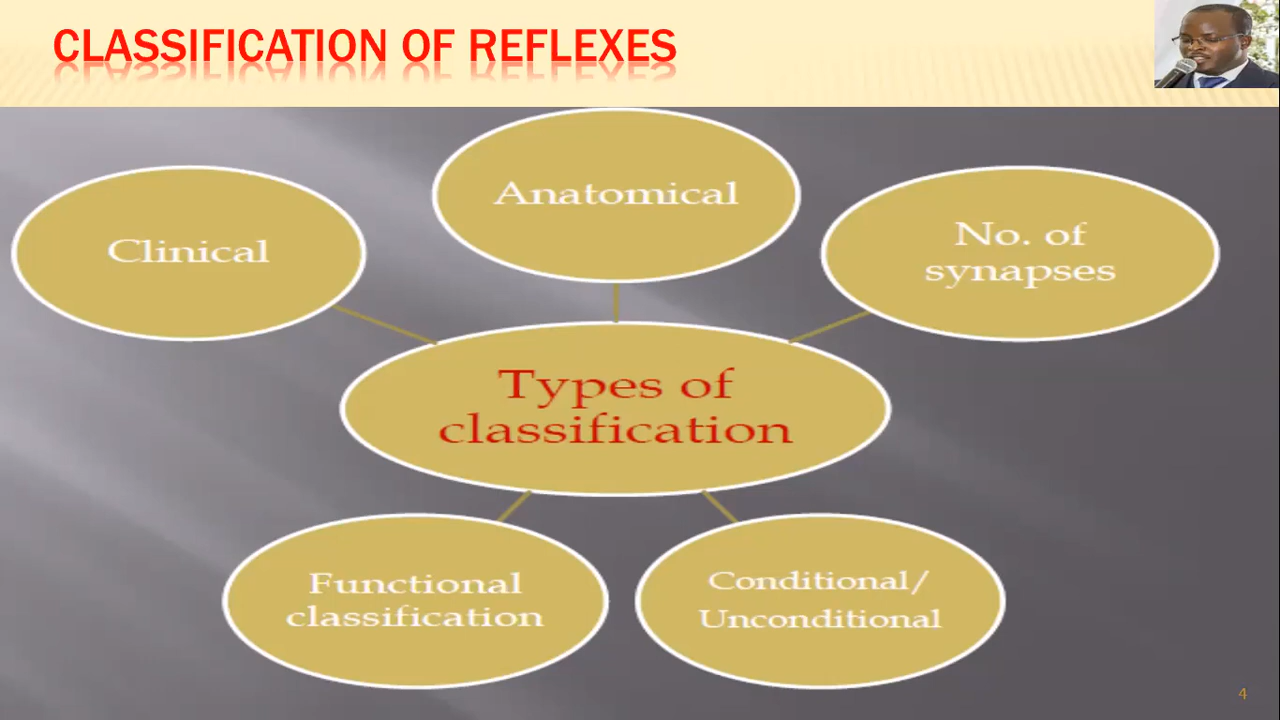 CLASSIFICATION OF REFLEXES
Anatomical
Clinical
No. of
synapses
Types of
classification
Functional
classification
Conditional/
Unconditional
4